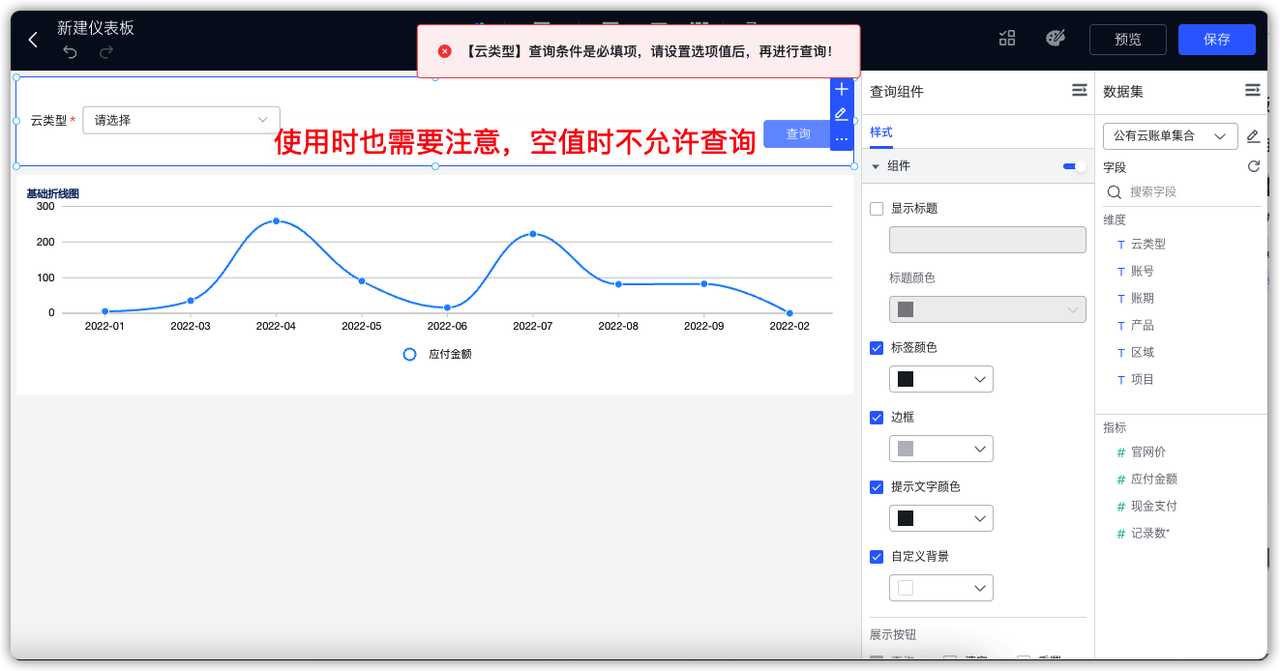 新建仪表板
【云类型】查询条件是必填项，请设置选项值后，再进行查询！
预览
保存
云类型 *
请选择
使用时也需要注意，空值时不允许查询
查询
基础折线图
300
200
100
0
2022-01
2022-03
2022-04
2022-05
2022-06
2022-07
2022-08
2022-09
2022-02
应付金额
查询组件
样式
组件
显示标题
标题颜色
标签颜色
边框
提示文字颜色
自定义背景
展示按钮
数据集
公有云账单集合
字段
搜索字段
维度
T 云类型
T 账号
T 账期
T 产品
T 区域
T 项目
指标
# 官网价
# 应付金额
# 现金支付
# 记录数*